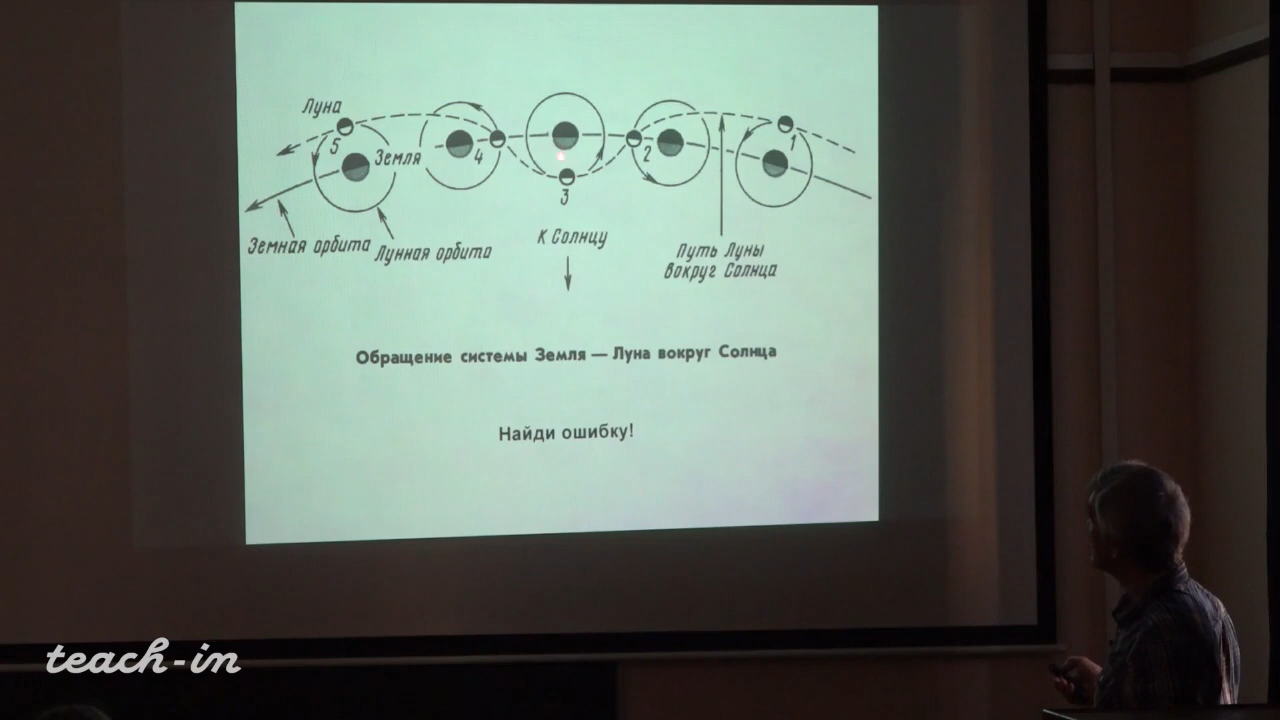 Луна
5
Земля
4
3
2
1
Земная орбита
Лунная орбита
К Солнцу
Путь Луны
вокруг Солнца
Обращение системы Земля — Луна вокруг Солнца
Найди ошибку!
teach-in